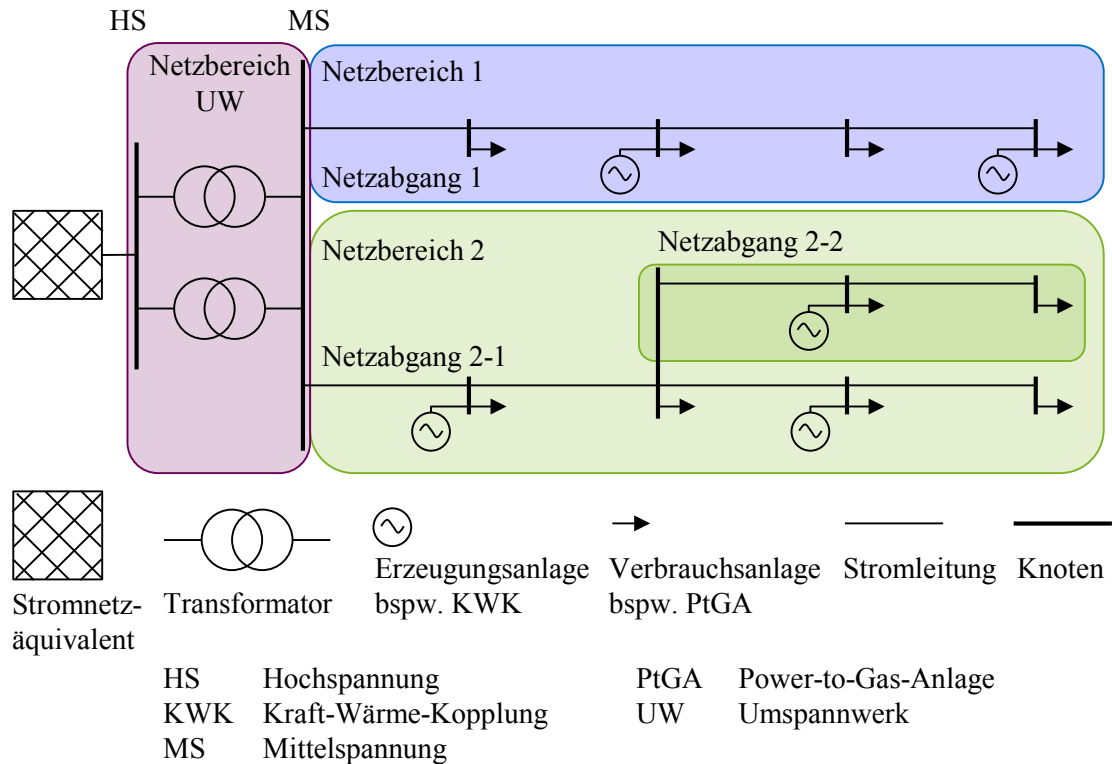 HS
MS
Netzbereich
UW
Netzbereich 1
Netzabgang 1
Netzbereich 2
Netzabgang 2-2
Netzabgang 2-1
Stromnetz-
äquivalent
Transformator
Erzeugungsanlage
bspw. KWK
Verbrauchsanlage
bspw. PtGA
Stromleitung
Knoten
HS Hochspannung
KWK Kraft-Wärme-Kopplung
MS Mittelspannung
PtGA Power-to-Gas-Anlage
UW Umspannwerk